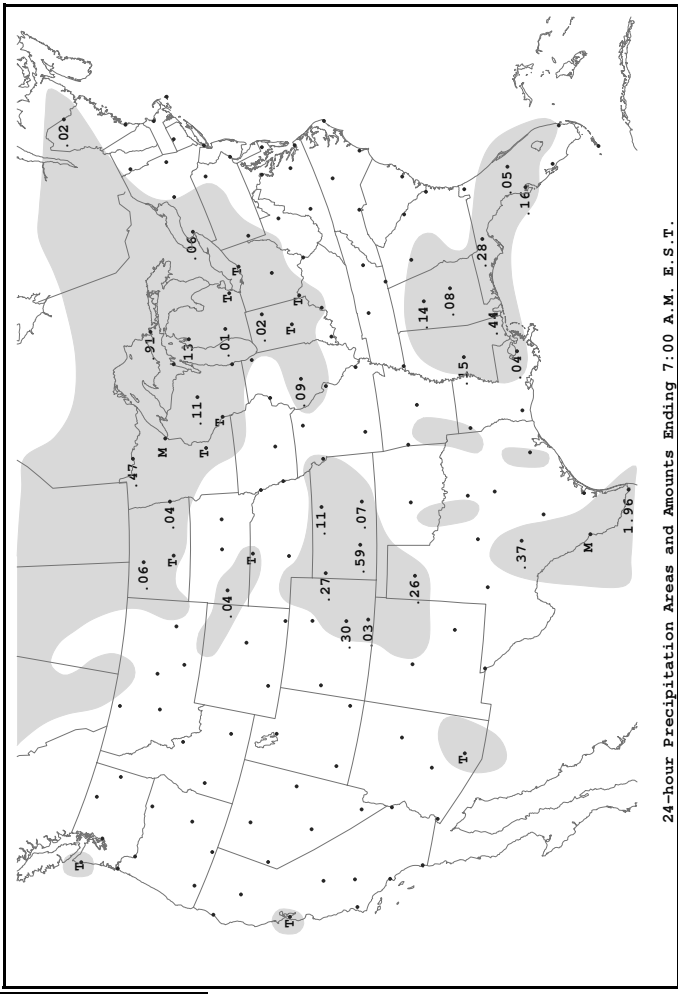 .02
T
.47
.06
.91
M
.04
T
.13
.06
.11
T
T
.01
T
.04
T
T
.02
T
T
T
.09
.11
.27
.30
.59
.07
.03
.26
.14
.08
T
.15
.28
.44
.05
.04
.37
.16
M
1.96
24-hour Precipitation Areas and Amounts Ending 7:00 A.M. E.S.T.